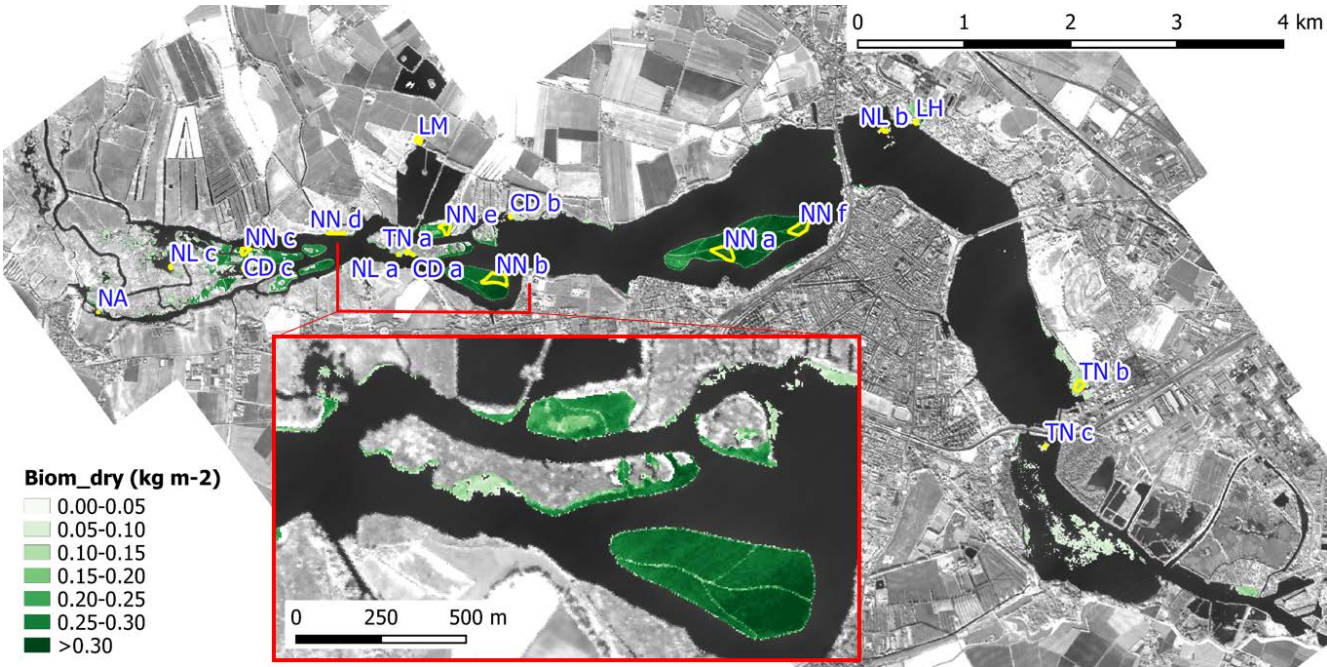 0 1 2 3 4 km
LM
NL b
LH
NN d
NN e
CD b
NN c
TN a
NN f
NL c
CD c
NN a
NL a
CD a
NN b
NA
TN b
TN c
Biom_dry (kg m-2)
0.00-0.05
0.05-0.10
0.10-0.15
0.15-0.20
0.20-0.25
0.25-0.30
>0.30
0 250 500 m